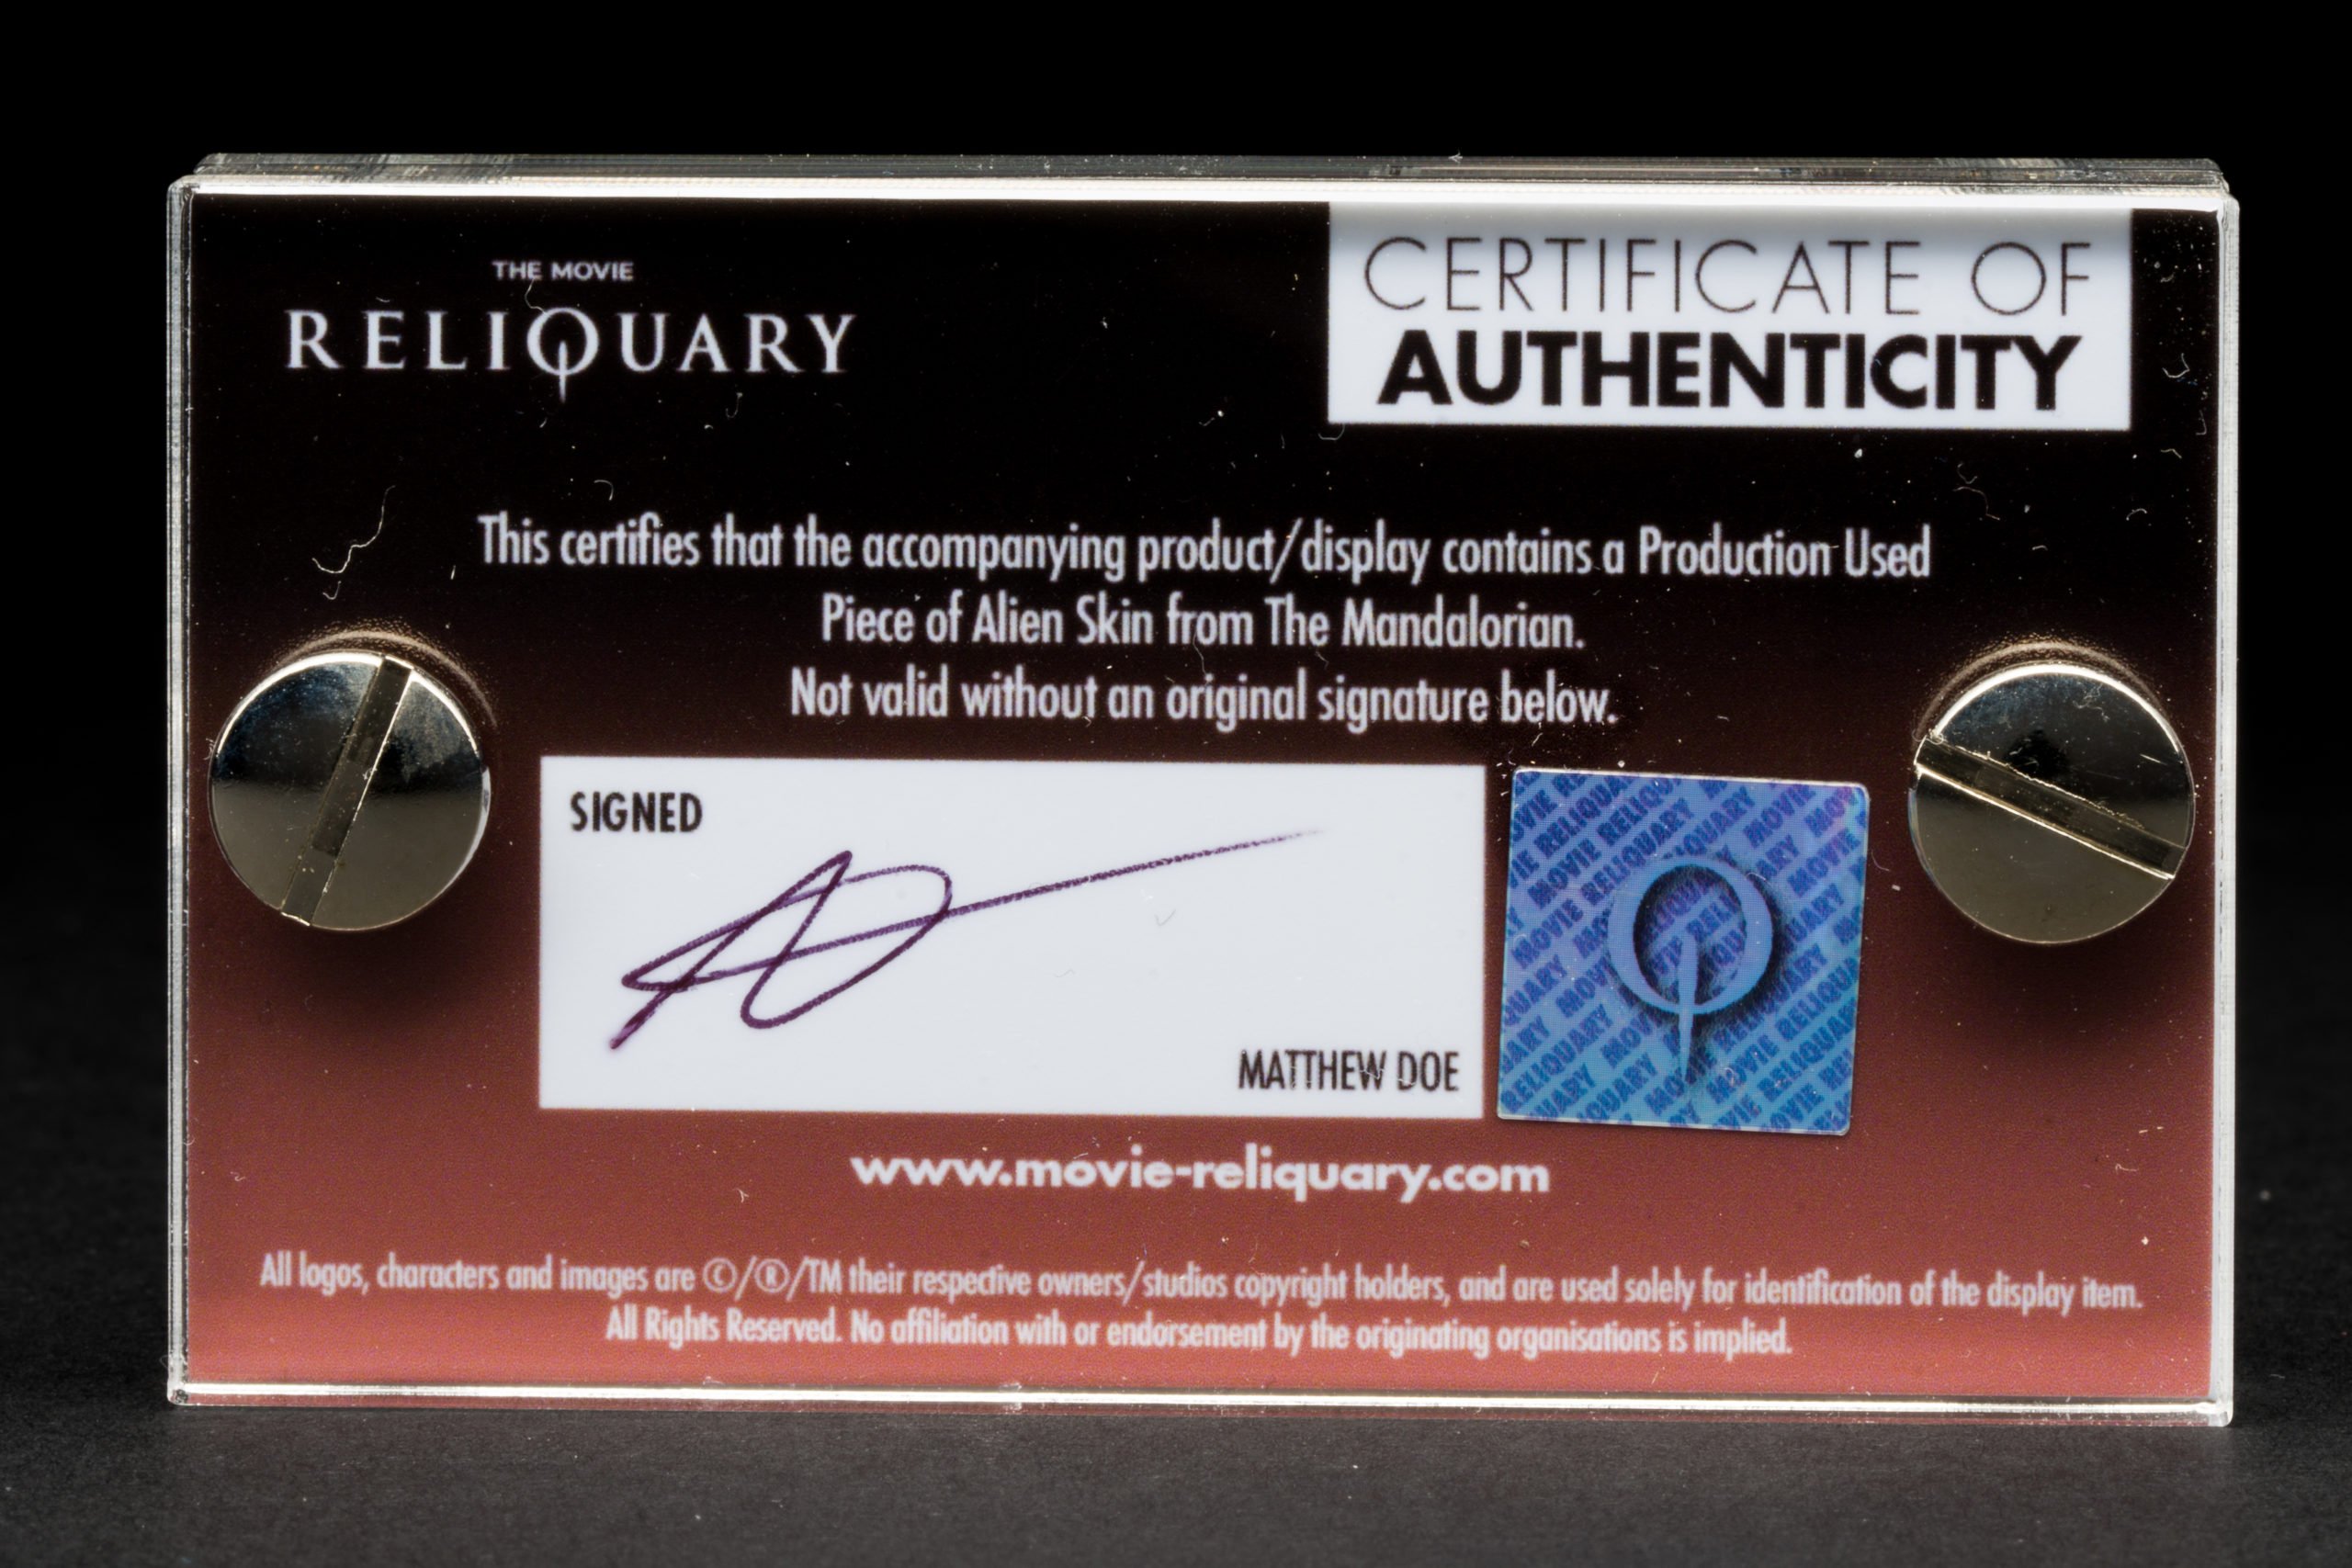 THE MOVIE
RELIQUARY
CERTIFICATE OF
AUTHENTICITY
This certifies that the accompanying product/display contains a Production Used
Piece of Alien Skin from The Mandalorian.
Not valid without an original signature below.
SIGNED
MATTHEW DOE
MOVIE RELIQUARY
www.movie-reliquary.com
All logos, characters and images are ©/®/TM their respective owners/studios copyright holders, and are used solely for identification of the display item.
All Rights Reserved. No affiliation with or endorsement by the originating organisations is implied.